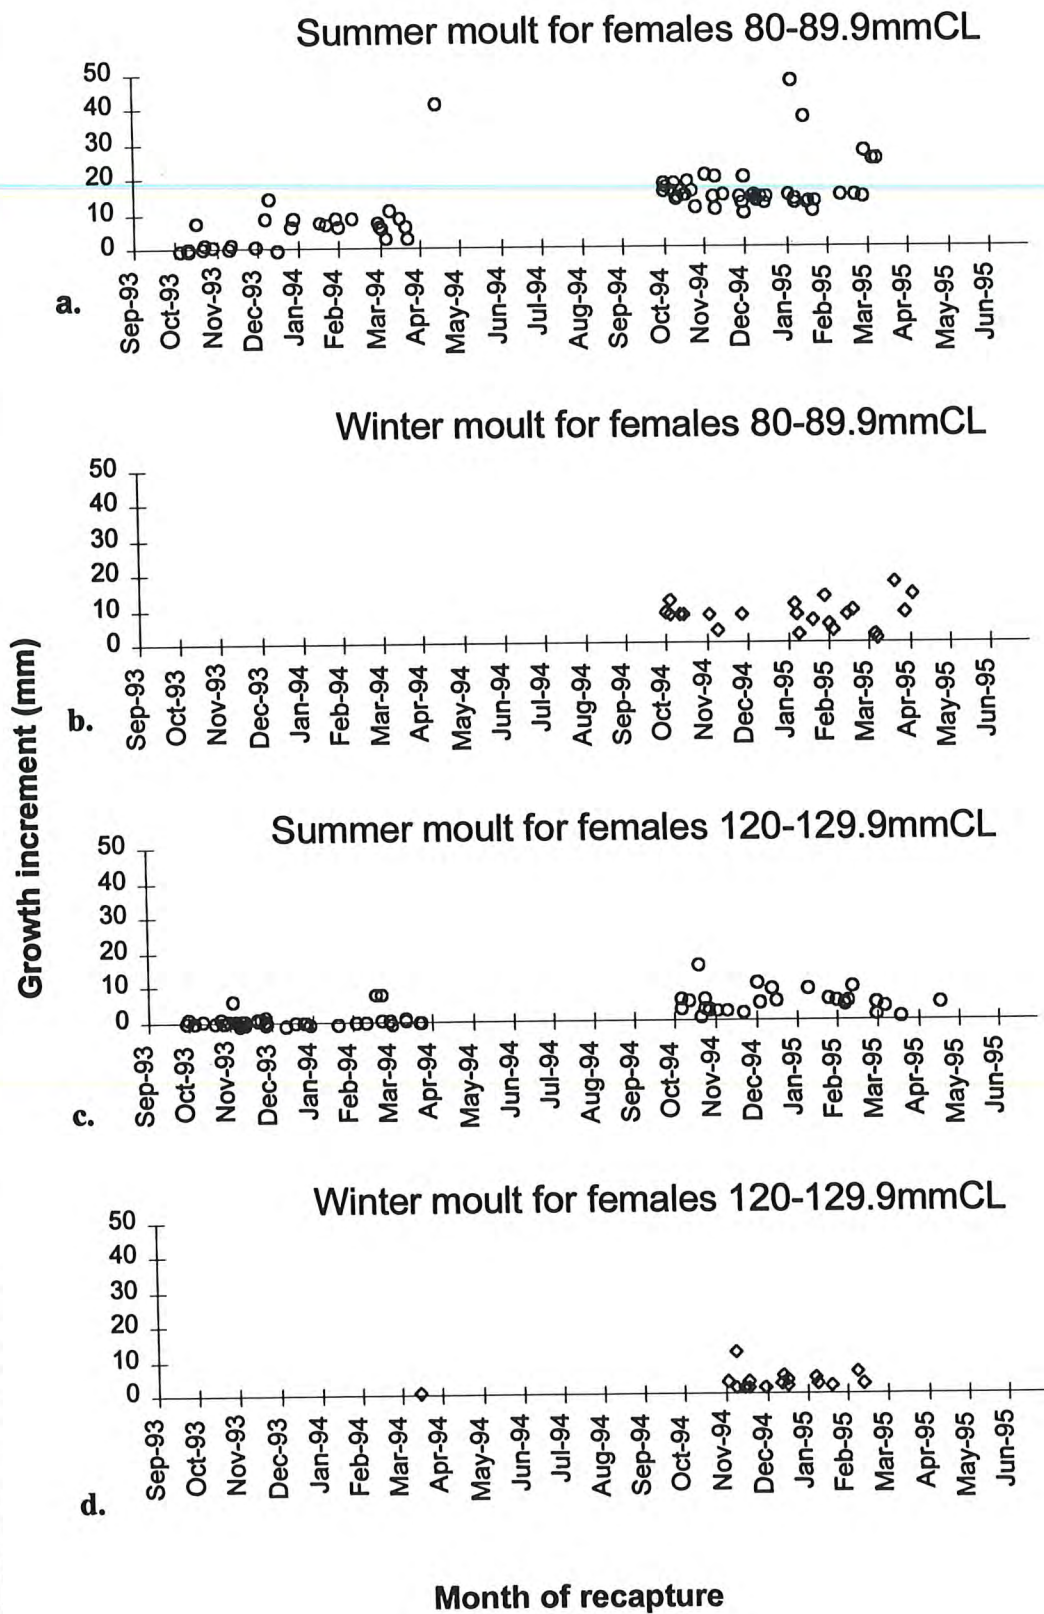 Summer moult for females 80-89.9mmCL
50
40
30
20
10
0
Sep-93 Oct-93 Nov-93 Dec-93 Jan-94 Feb-94 Mar-94 Apr-94 May-94 Jun-94 Jul-94 Aug-94 Sep-94 Oct-94 Nov-94 Dec-94 Jan-95 Feb-95 Mar-95 Apr-95 May-95 Jun-95
a.
Winter moult for females 80-89.9mmCL
50
40
30
20
10
0
Sep-93 Oct-93 Nov-93 Dec-93 Jan-94 Feb-94 Mar-94 Apr-94 May-94 Jun-94 Jul-94 Aug-94 Sep-94 Oct-94 Nov-94 Dec-94 Jan-95 Feb-95 Mar-95 Apr-95 May-95 Jun-95
b.
Growth increment (mm)
Summer moult for females 120-129.9mmCL
50
40
30
20
10
0
Sep-93 Oct-93 Nov-93 Dec-93 Jan-94 Feb-94 Mar-94 Apr-94 May-94 Jun-94 Jul-94 Aug-94 Sep-94 Oct-94 Nov-94 Dec-94 Jan-95 Feb-95 Mar-95 Apr-95 May-95 Jun-95
c.
Winter moult for females 120-129.9mmCL
50
40
30
20
10
0
Sep-93 Oct-93 Nov-93 Dec-93 Jan-94 Feb-94 Mar-94 Apr-94 May-94 Jun-94 Jul-94 Aug-94 Sep-94 Oct-94 Nov-94 Dec-94 Jan-95 Feb-95 Mar-95 Apr-95 May-95 Jun-95
d.
Month of recapture